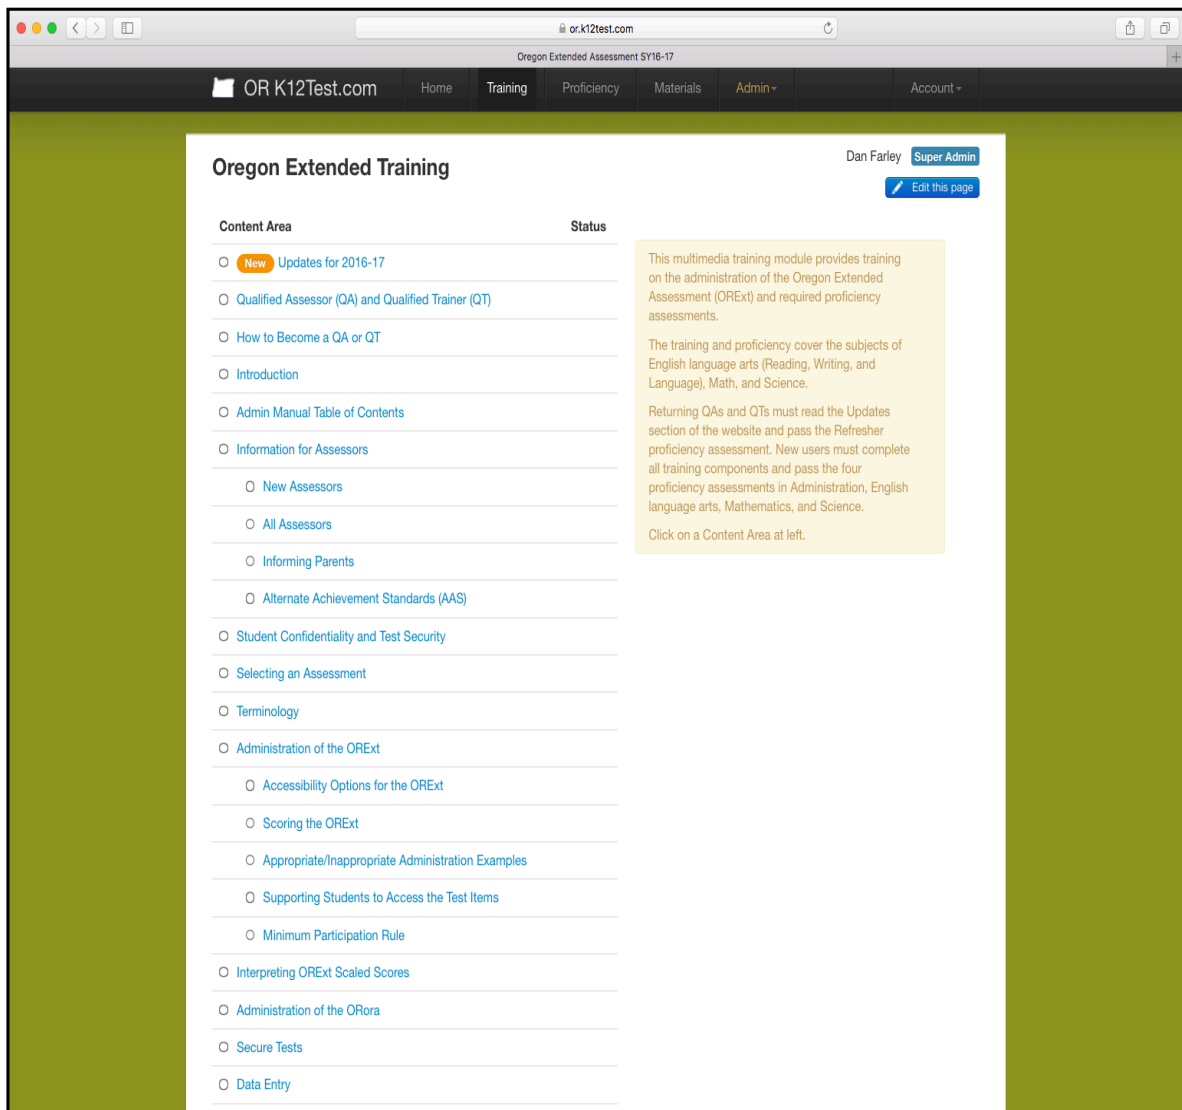 or.k12test.com
Oregon Extended Assessment SY16-17
OR K12Test.com Home Training Proficiency Materials Admin Account
Dan Farley Super Admin
Oregon Extended Training
Edit this page
Content Area Status
New Updates for 2016-17
Qualified Assessor (QA) and Qualified Trainer (QT)
How to Become a QA or QT
Introduction
Admin Manual Table of Contents
Information for Assessors
New Assessors
All Assessors
Informing Parents
Alternate Achievement Standards (AAS)
Student Confidentiality and Test Security
Selecting an Assessment
Terminology
Administration of the ORExt
Accessibility Options for the ORExt
Scoring the ORExt
Appropriate/Inappropriate Administration Examples
Supporting Students to Access the Test Items
Minimum Participation Rule
Interpreting ORExt Scaled Scores
Administration of the ORora
Secure Tests
Data Entry
This multimedia training module provides training
on the administration of the Oregon Extended
Assessment (ORExt) and required proficiency
assessments.
The training and proficiency cover the subjects of
English language arts (Reading, Writing, and
Language), Math, and Science.
Returning QAs and QTs must read the Updates
section of the website and pass the Refresher
proficiency assessment. New users must complete
all training components and pass the four
proficiency assessments in Administration, English
language arts, Mathematics, and Science.
Click on a Content Area at left.